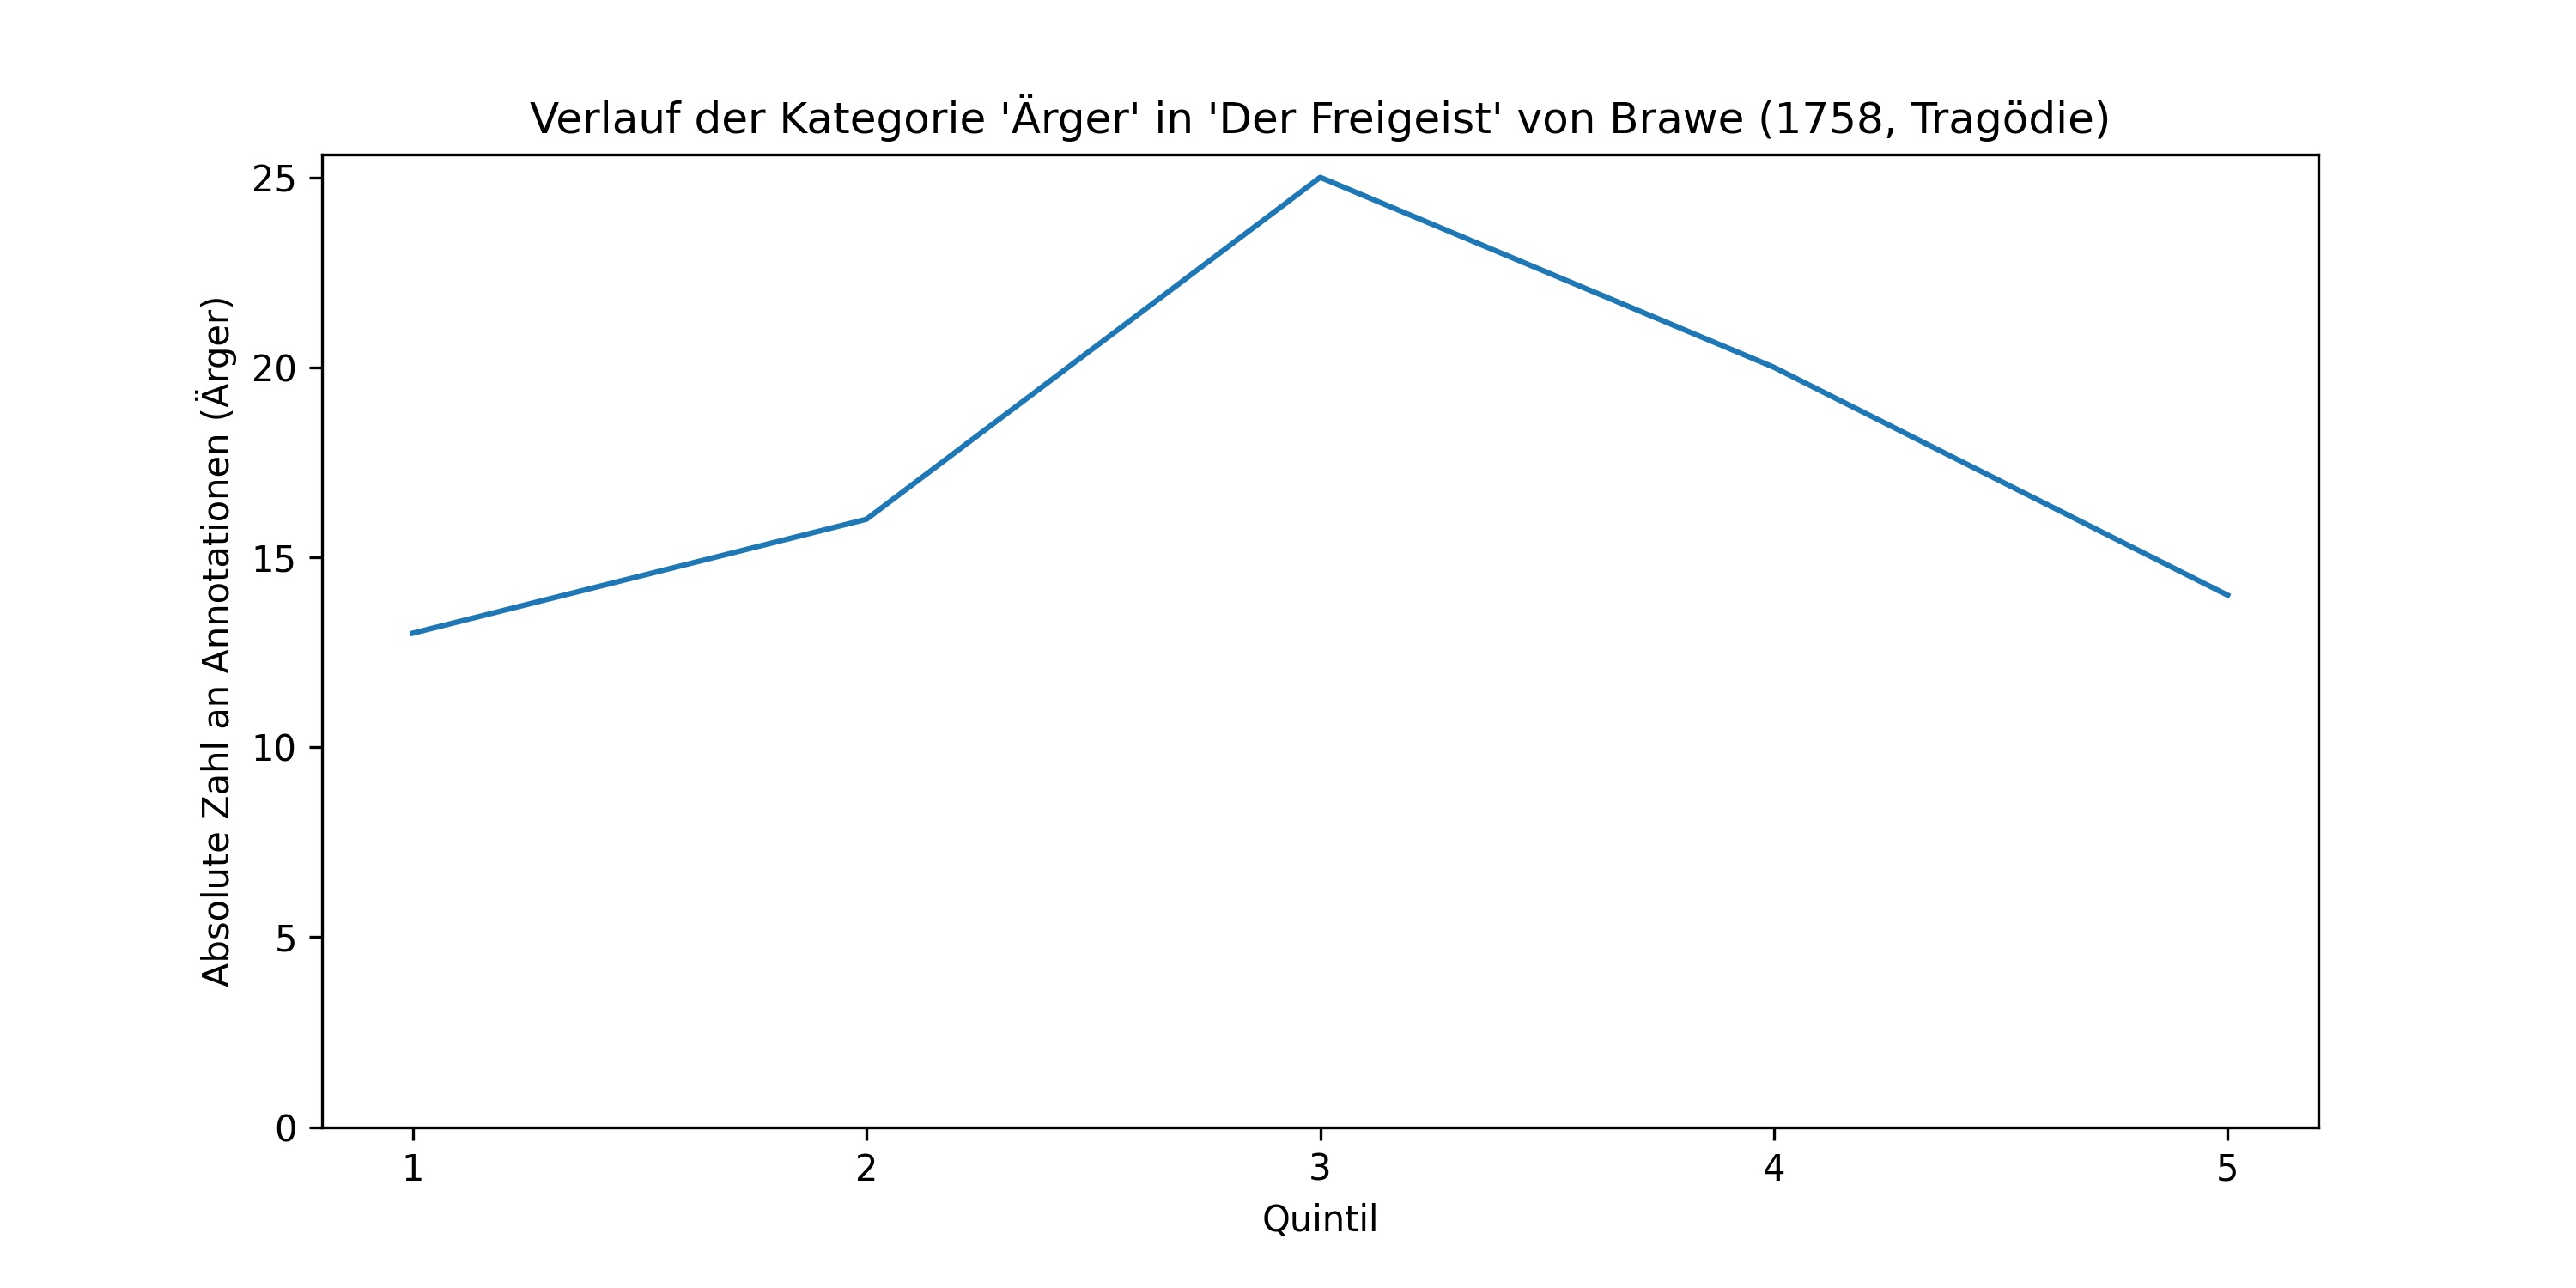 Verlauf der Kategorie 'Ärger' in 'Der Freigeist' von Brawe (1758, Tragödie)
Absolute Zahl an Annotationen (Ärger)
25
20
15
10
5
0
1 2 3 4 5
Quintil